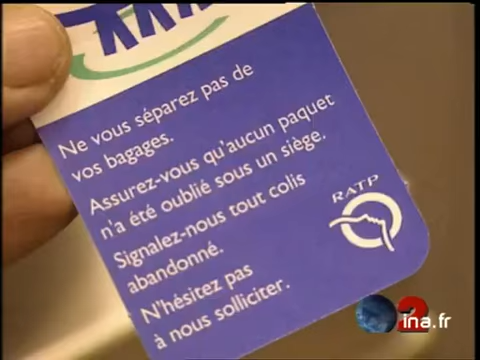 Ne vous séparez pas de
vos bagages.
Assurez-vous qu'aucun paquet
n'a été oublié sous un siège.
Signalez-nous tout colis
abandonné.
N'hésitez pas
à nous solliciter.
RATP
2
ina.fr